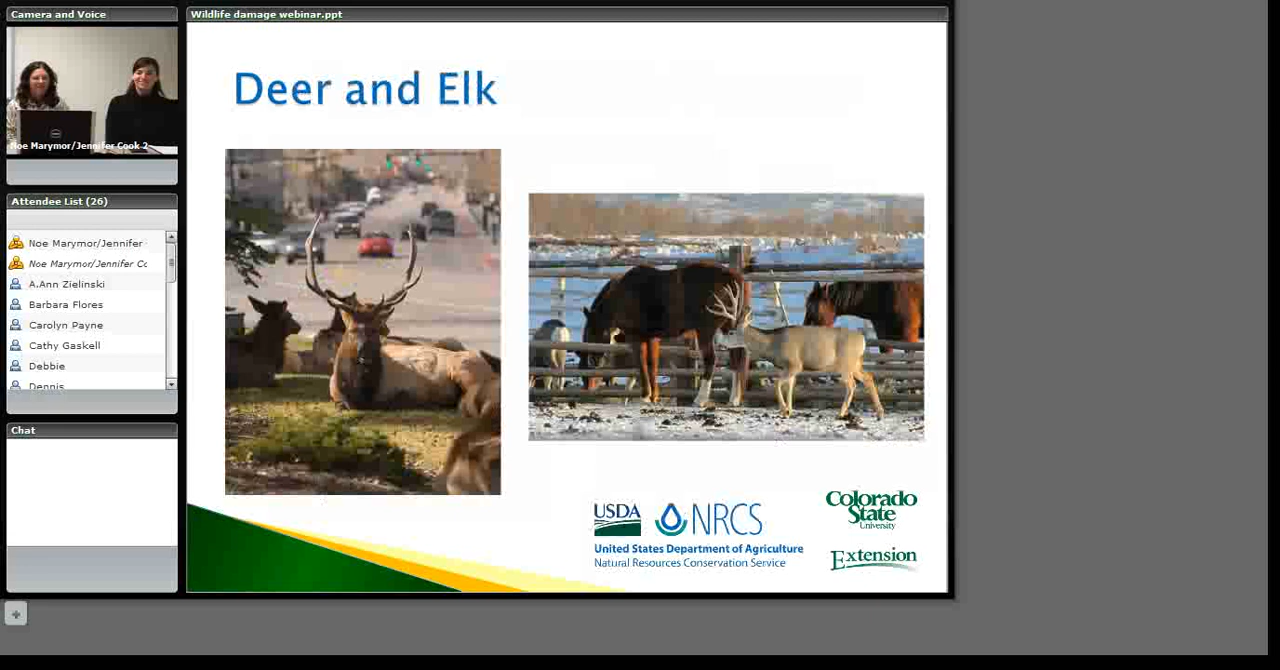 Camera and Voice
Noe Marymor/Jennifer Cook 2
Attendee List (26)
Noe Marymor/Jennifer
Noe Marymor/Jennifer Co
A.Ann Zielinski
Barbara Flores
Carolyn Payne
Cathy Gaskell
Debbie
Dennis
Chat
Wildlife damage webinar.ppt
Deer and Elk
USDA
NRCS
United States Department of Agriculture
Natural Resources Conservation Service
Colorado
State
University
Extension